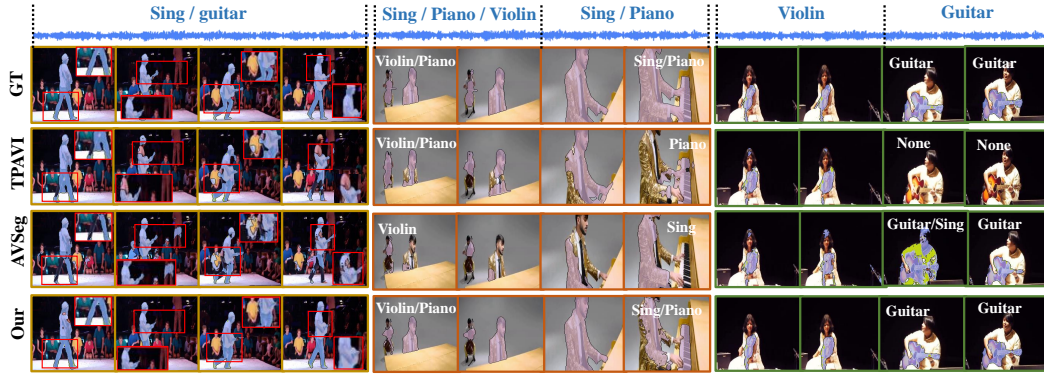 Sing / guitar Sing / Piano / Violin Sing / Piano Violin Guitar
GT Violin/Piano Sing/Piano Guitar Guitar
TPAVI Violin/Piano Piano None None
AVSeg Violin Sing Guitar/Sing Guitar
Our Violin/Piano Sing/Piano Guitar Guitar